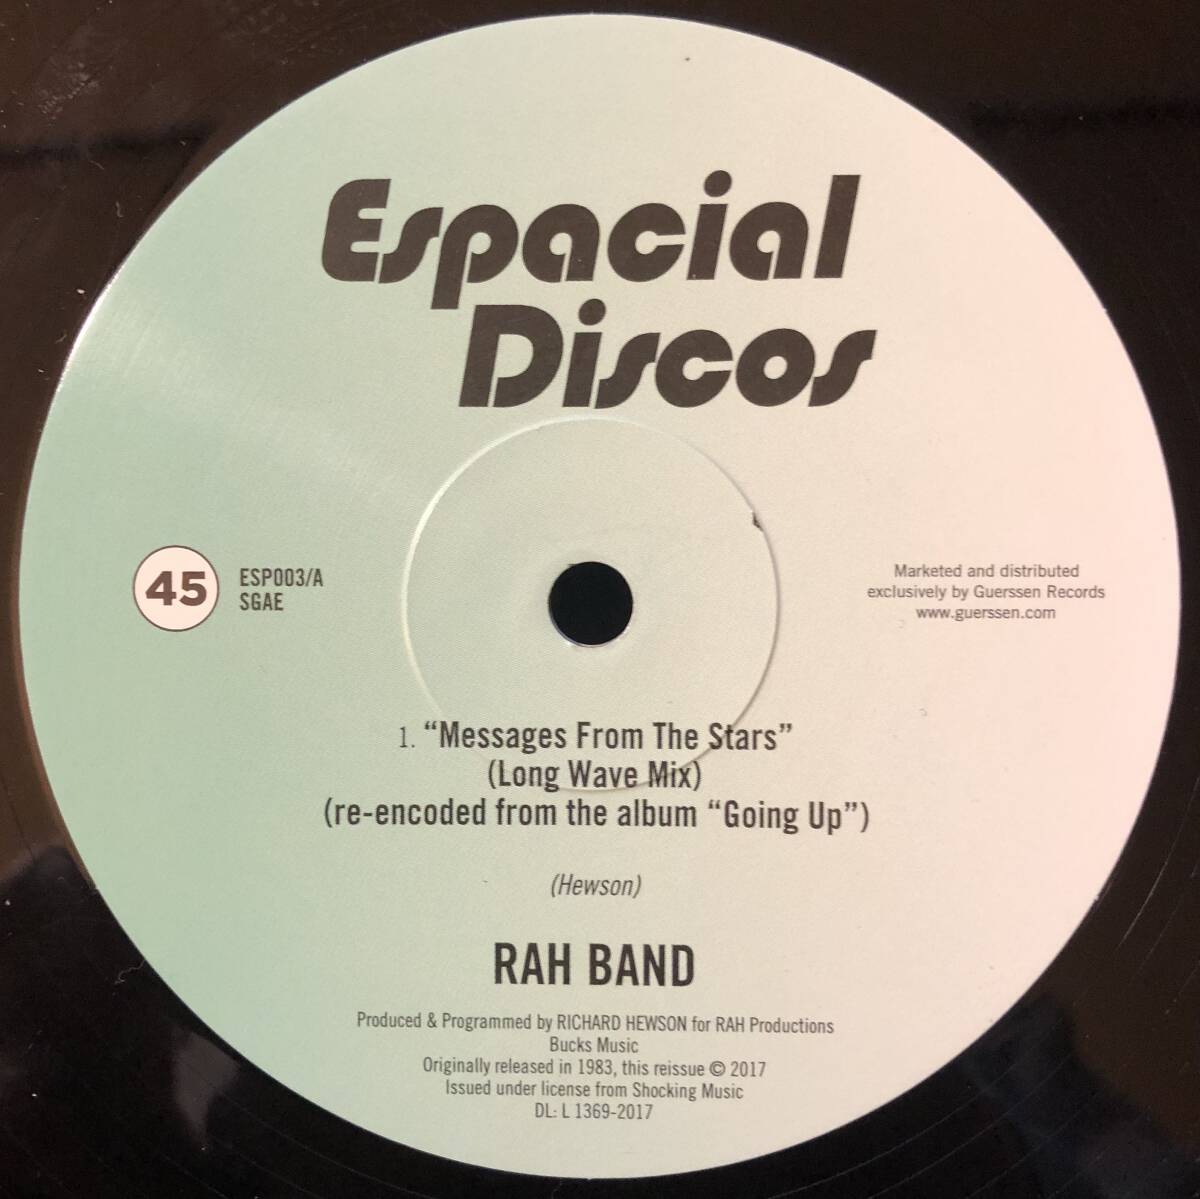 Espacial
Discos
45
ESP003/A
SGAE
Marketed and distributed
exclusively by Guerssen Records
www.guerssen.com
1. “Messages From The Stars”
(Long Wave Mix)
(re-encoded from the album “Going Up”)
(Hewson)
RAH BAND
Produced & Programmed by RICHARD HEWSON for RAH Productions
Bucks Music
Originally released in 1983, this reissue © 2017
Issued under license from Shocking Music
DL: L 1369-2017